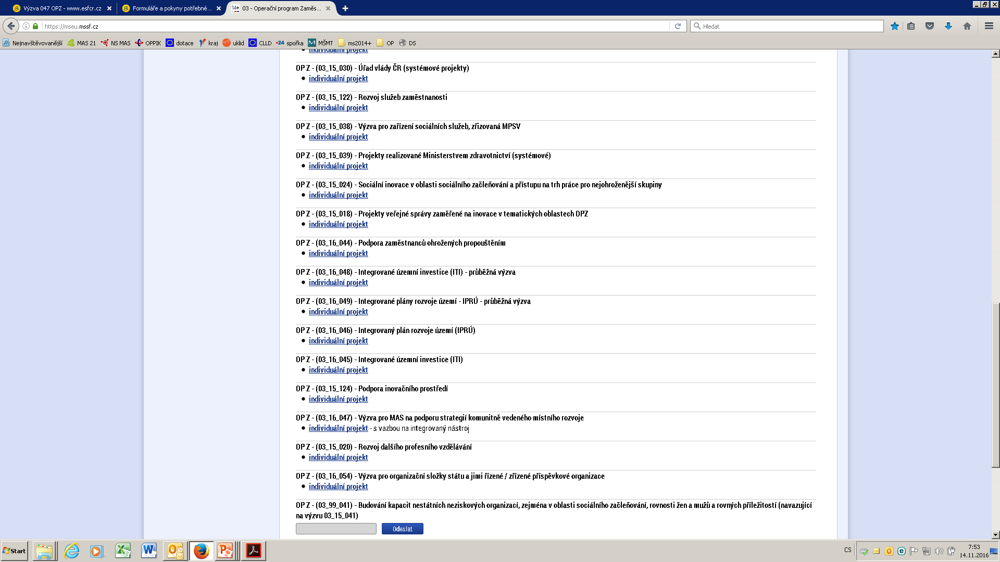 Výzva 047 OPZ - www.esfcr.cz
Formuláře a pokyny potřebné...
14+
03 - Operační program Zaměs...
https://mseu.mssf.cz
Hledat
Nejnavštěvovanější
MAS 21
NS MAS
OPPIK
dotace
kraj
uklid
CLLD
spořka
MŠMT
ms2014+
OP
DS
individuální projekt
OP Z - (03_15_030) - Úřad vlády ČR (systémové projekty)
individuální projekt
OP Z - (03_15_122) - Rozvoj služeb zaměstnanosti
individuální projekt
OP Z - (03_15_038) - Výzva pro zařízení sociálních služeb, zřizovaná MPSV
individuální projekt
OP Z - (03_15_039) - Projekty realizované Ministerstvem zdravotnictví (systémové)
individuální projekt
OP Z - (03_15_024) - Sociální inovace v oblasti sociálního začleňování a přístupu na trh práce pro nejohroženější skupiny
individuální projekt
OP Z - (03_15_018) - Projekty veřejné správy zaměřené na inovace v tematických oblastech OPZ
individuální projekt
OP Z - (03_16_044) - Podpora zaměstnanců ohrožených propouštěním
individuální projekt
OP Z - (03_16_048) - Integrované územní investice (ITI) - průběžná výzva
individuální projekt
OP Z - (03_16_049) - Integrované plány rozvoje území - IPRÚ - průběžná výzva
individuální projekt
OP Z - (03_16_046) - Integrovaný plán rozvoje území (IPRÚ)
individuální projekt
OP Z - (03_16_045) - Integrované územní investice (ITI)
individuální projekt
OP Z - (03_15_124) - Podpora inovačního prostředí
individuální projekt
OP Z - (03_16_047) - Výzva pro MAS na podporu strategií komunitně vedeného místního rozvoje
individuální projekt - s vazbou na integrovaný nástroj
OP Z - (03_15_020) - Rozvoj dalšího profesního vzdělávání
individuální projekt
OP Z - (03_16_054) - Výzva pro organizační složky státu a jimi řízené / zřízené příspěvkové organizace
individuální projekt
OP Z - (03_99_041) - Budování kapacit nestátních neziskových organizací, zejména v oblasti sociálního začleňování, rovnosti žen a mužů a rovných příležitostí (navazující
na výzvu 03_15_041)
Odeslat
Start
CS
7:53
14.11.2016